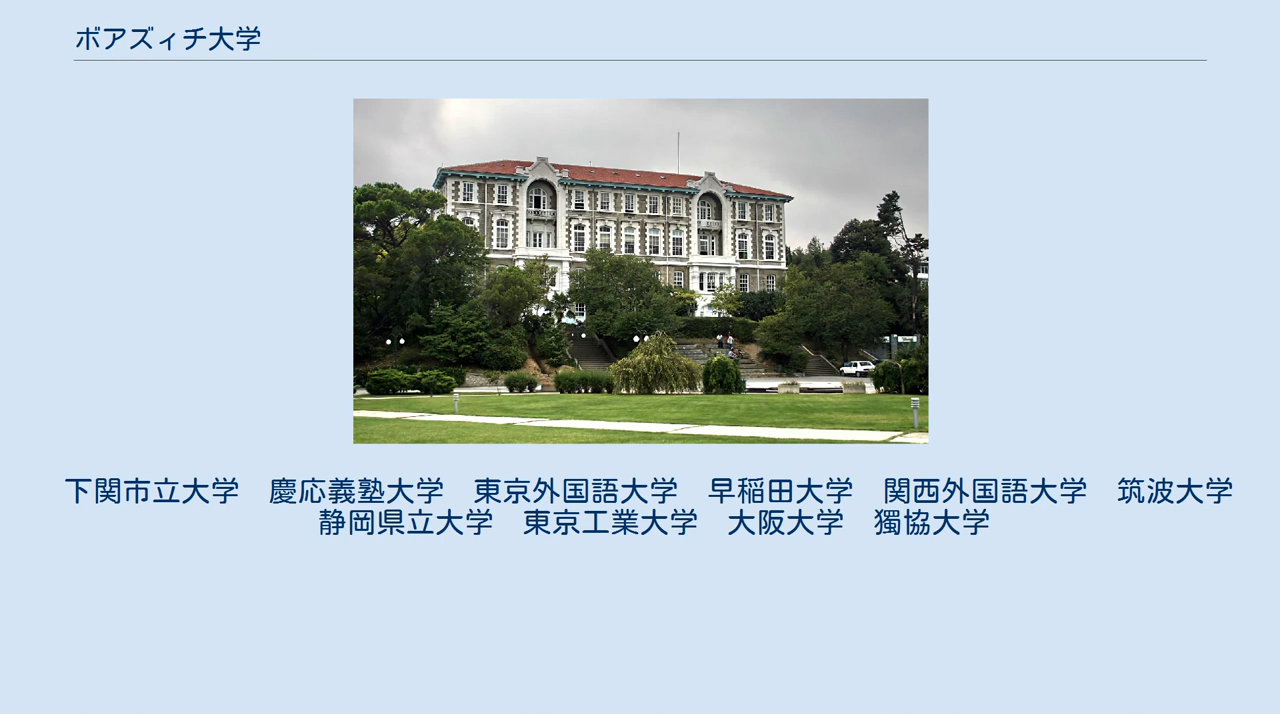 ボアズィチ大学
下関市立大学　慶応義塾大学　東京外国語大学　早稲田大学　関西外国語大学　筑波大学
静岡県立大学　東京工業大学　大阪大学　獨協大学